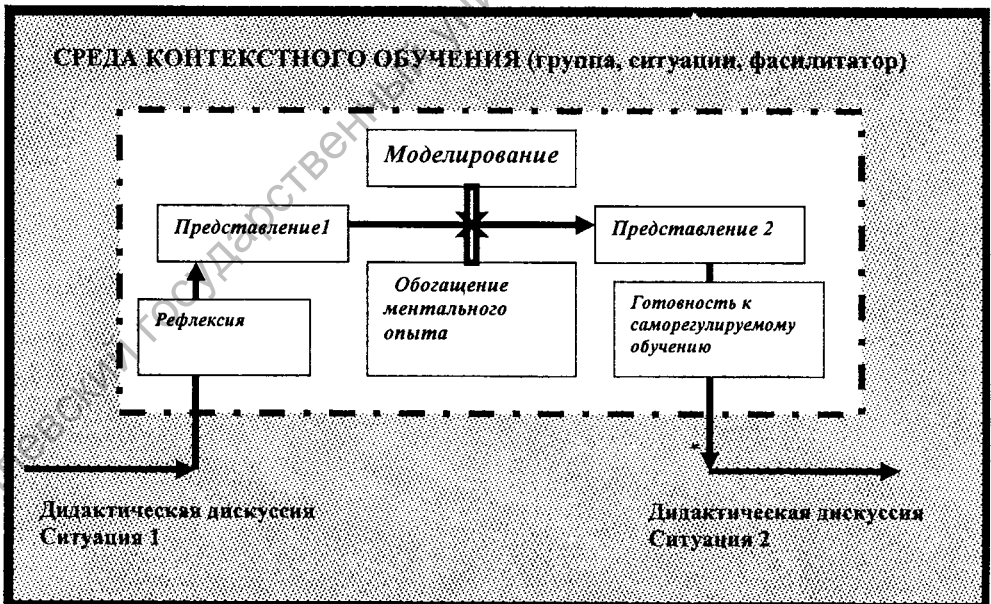 СРЕДА КОНТЕКСТНОГО ОБУЧЕНИЯ (группа, ситуации, фасилитатор)
Моделирование
Представление1
Представление 2
Рефлексия
Обогащение
ментального
опыта
Готовность к
саморегулируемому
обучению
Дидактическая дискуссия
Ситуация 1
Дидактическая дискуссия
Ситуация 2
государственный